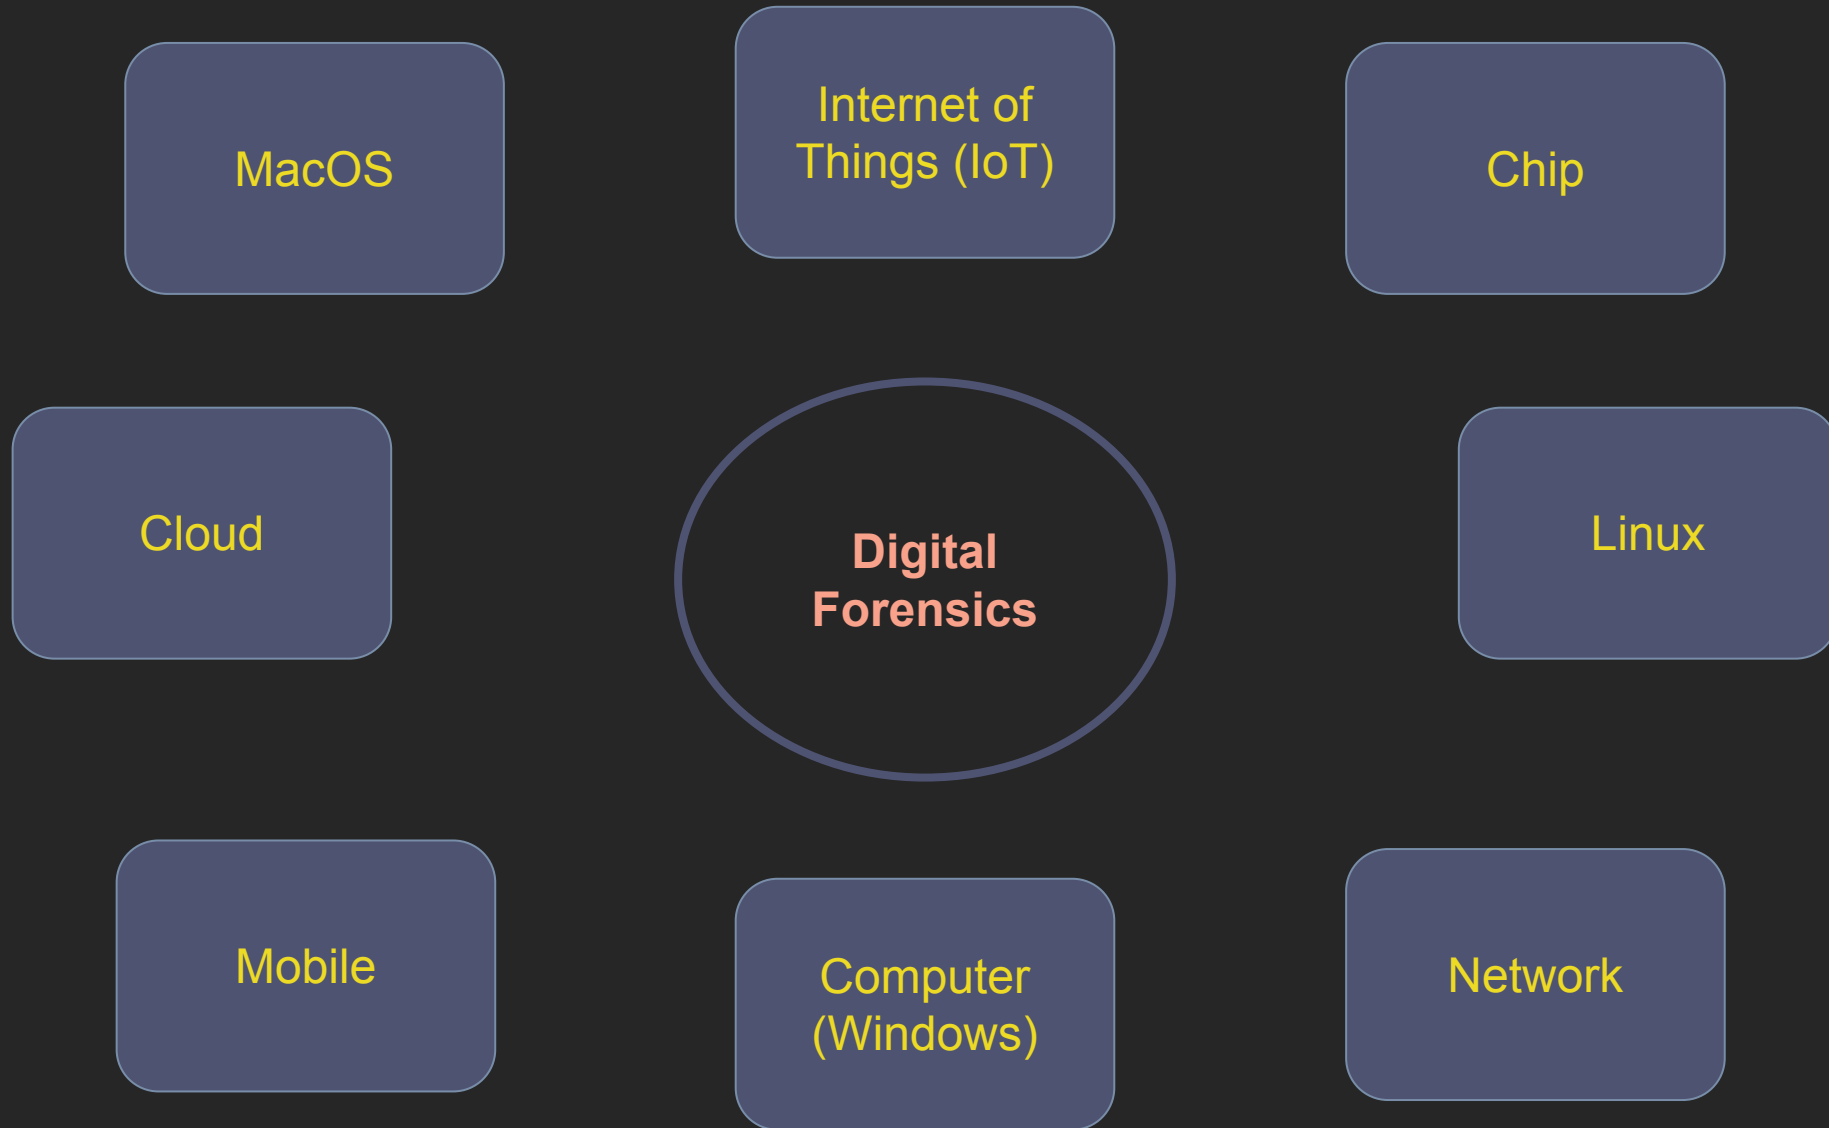 Internet of
Things (IoT)
MacOS
Chip
Cloud
Digital
Forensics
Linux
Mobile
Computer
(Windows)
Network